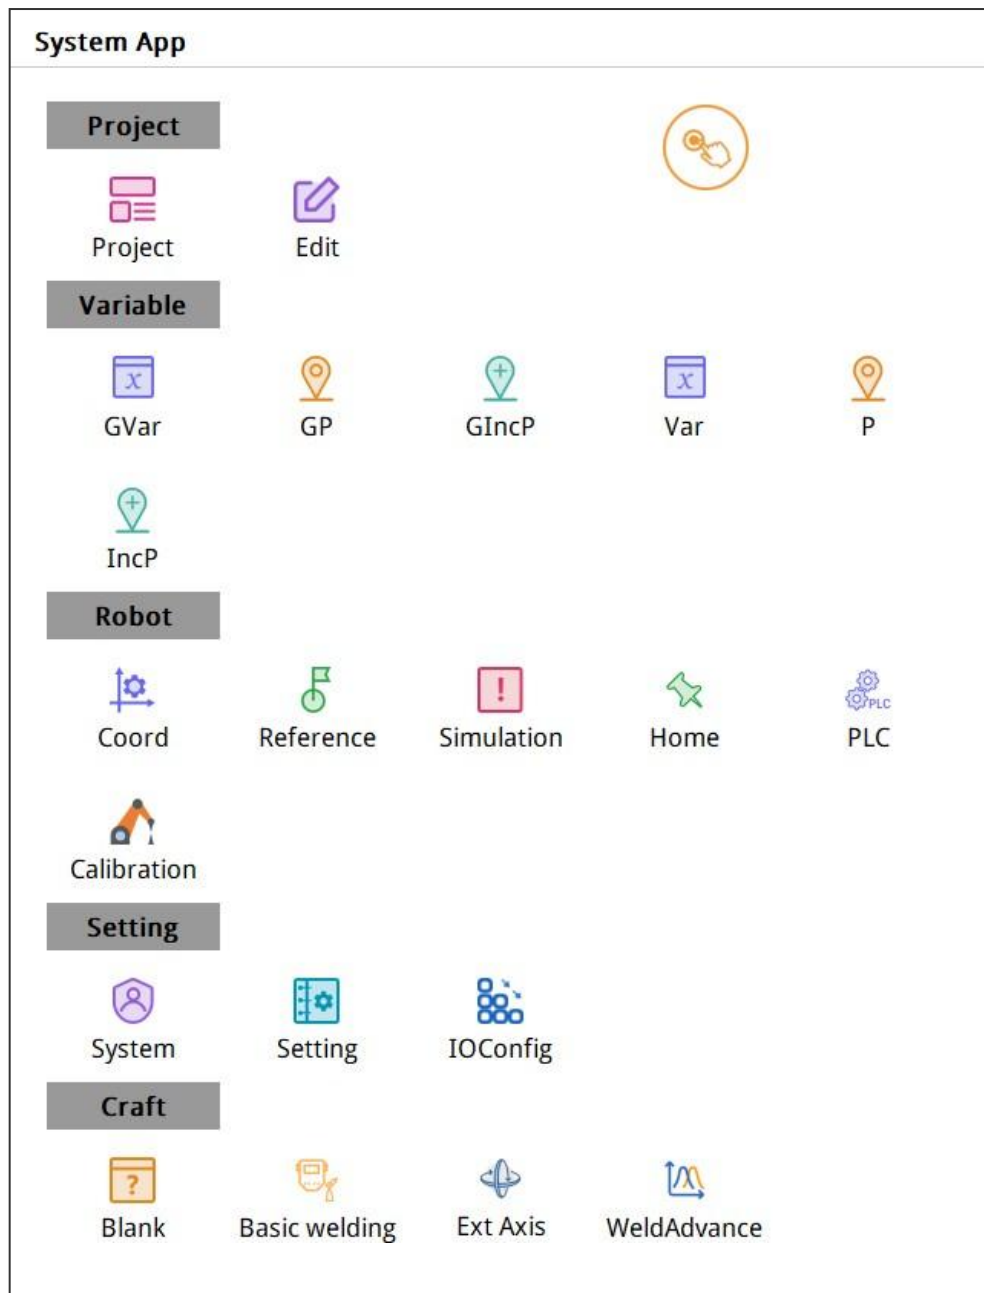 System App
Project
Project Edit
Variable
x x
GVar GP GIncP Var P
IncP
Robot
!
PLC
Coord Reference Simulation Home PLC
Calibration
Setting
System Setting IOConfig
Craft
?
Blank Basic welding Ext Axis WeldAdvance